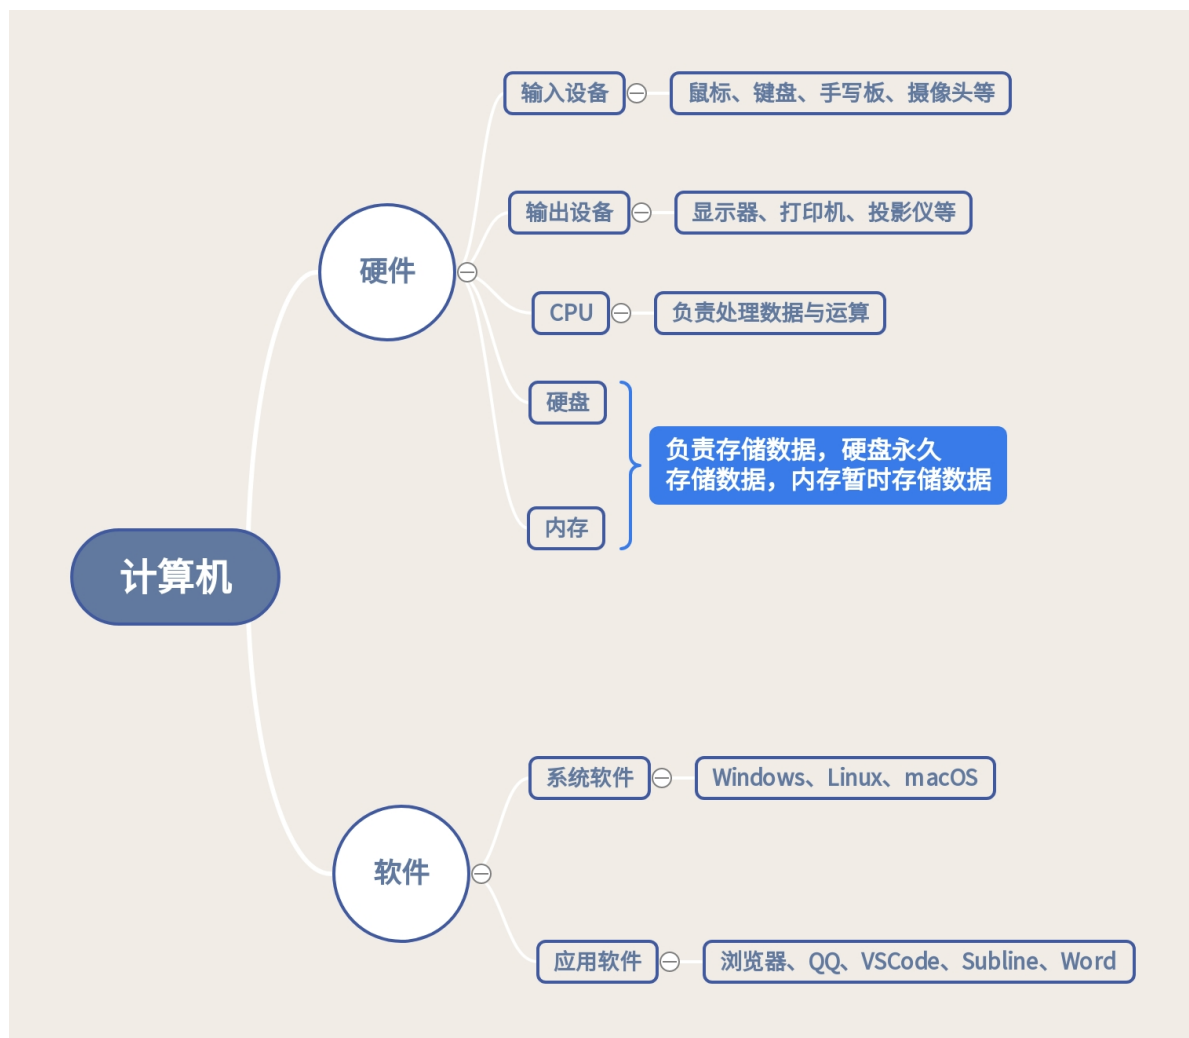 计算机
硬件
输入设备
鼠标、键盘、手写板、摄像头等
输出设备
显示器、打印机、投影仪等
CPU
负责处理数据与运算
硬盘
内存
负责存储数据，硬盘永久
存储数据，内存暂时存储数据
软件
系统软件
Windows、Linux、macOS
应用软件
浏览器、QQ、VSCode、Subline、Word